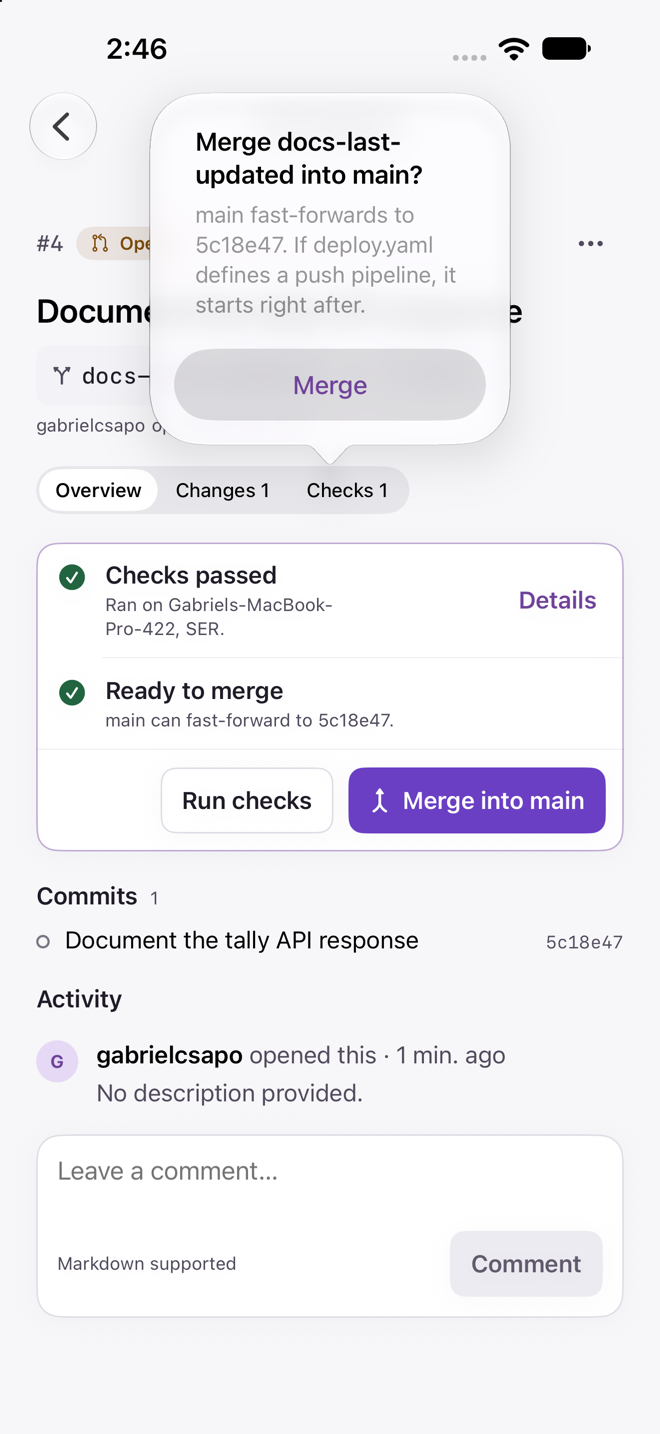 2:46
Merge docs-last-
updated into main?
main fast-forwards to
5c18e47. If deploy.yaml
defines a push pipeline, it
starts right after.
Merge
#4
docs-
gabrielcsapo
Overview Changes 1 Checks 1
Checks passed
Ran on Gabriels-MacBook-
Pro-422, SER.
Details
Ready to merge
main can fast-forward to 5c18e47.
Run checks Merge into main
Commits 1
Document the tally API response 5c18e47
Activity
G
gabrielcsapo opened this · 1 min. ago
No description provided.
Leave a comment...
Markdown supported Comment